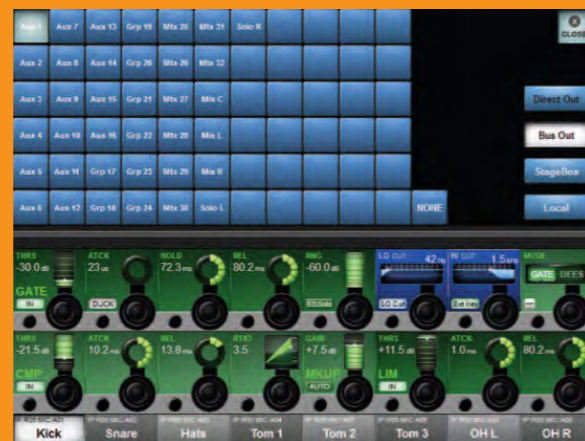 Aux 1 Aux 7 Aux 13 Grp 19 Mtx 25 Mtx 31 Solo R
CLOSE
Aux 2 Aux 8 Aux 14 Grp 20 Mtx 26 Mtx 32
Aux 3 Aux 9 Aux 15 Grp 21 Mtx 27 Mix C Direct Out
Aux 4 Aux 10 Aux 16 Grp 22 Mtx 28 Mix L Bus Out
Aux 5 Aux 11 Grp 17 Grp 23 Mtx 29 Mix R StageBox
Aux 6 Aux 12 Grp 18 Grp 24 Mtx 30 Solo L NONE Local
THRS ATCK HOLD REL RNG LO CUT 42Hz HI CUT 1.5kHz MODE
-30.0dB 23us 72.3ms 80.2ms -60.0dB
GATE GATE DEES
IN DUCK SCSolo LO Cut Ext Key
THRS ATCK REL RTIO GAIN THRS ATCK REL
-21.5dB 10.2ms 13.8ms 3.5 +7.5dB +11.5dB 1.0ms 80.2ms
CMP MKUP LIM
IN AUTO IN
Kick Snare Hats Tom 1 Tom 2 Tom 3 OH L OH R